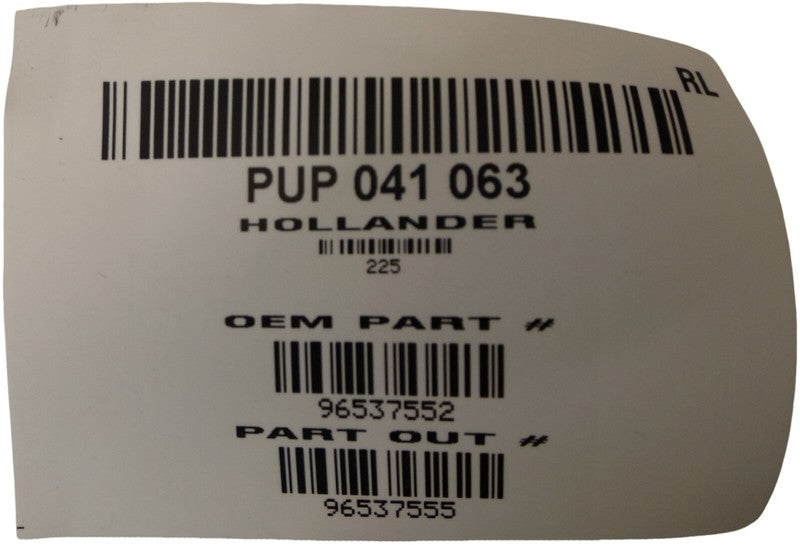 RL
PUP 041 063
HOLLANDER
225
OEM PART #
96537552
PART OUT #
96537555